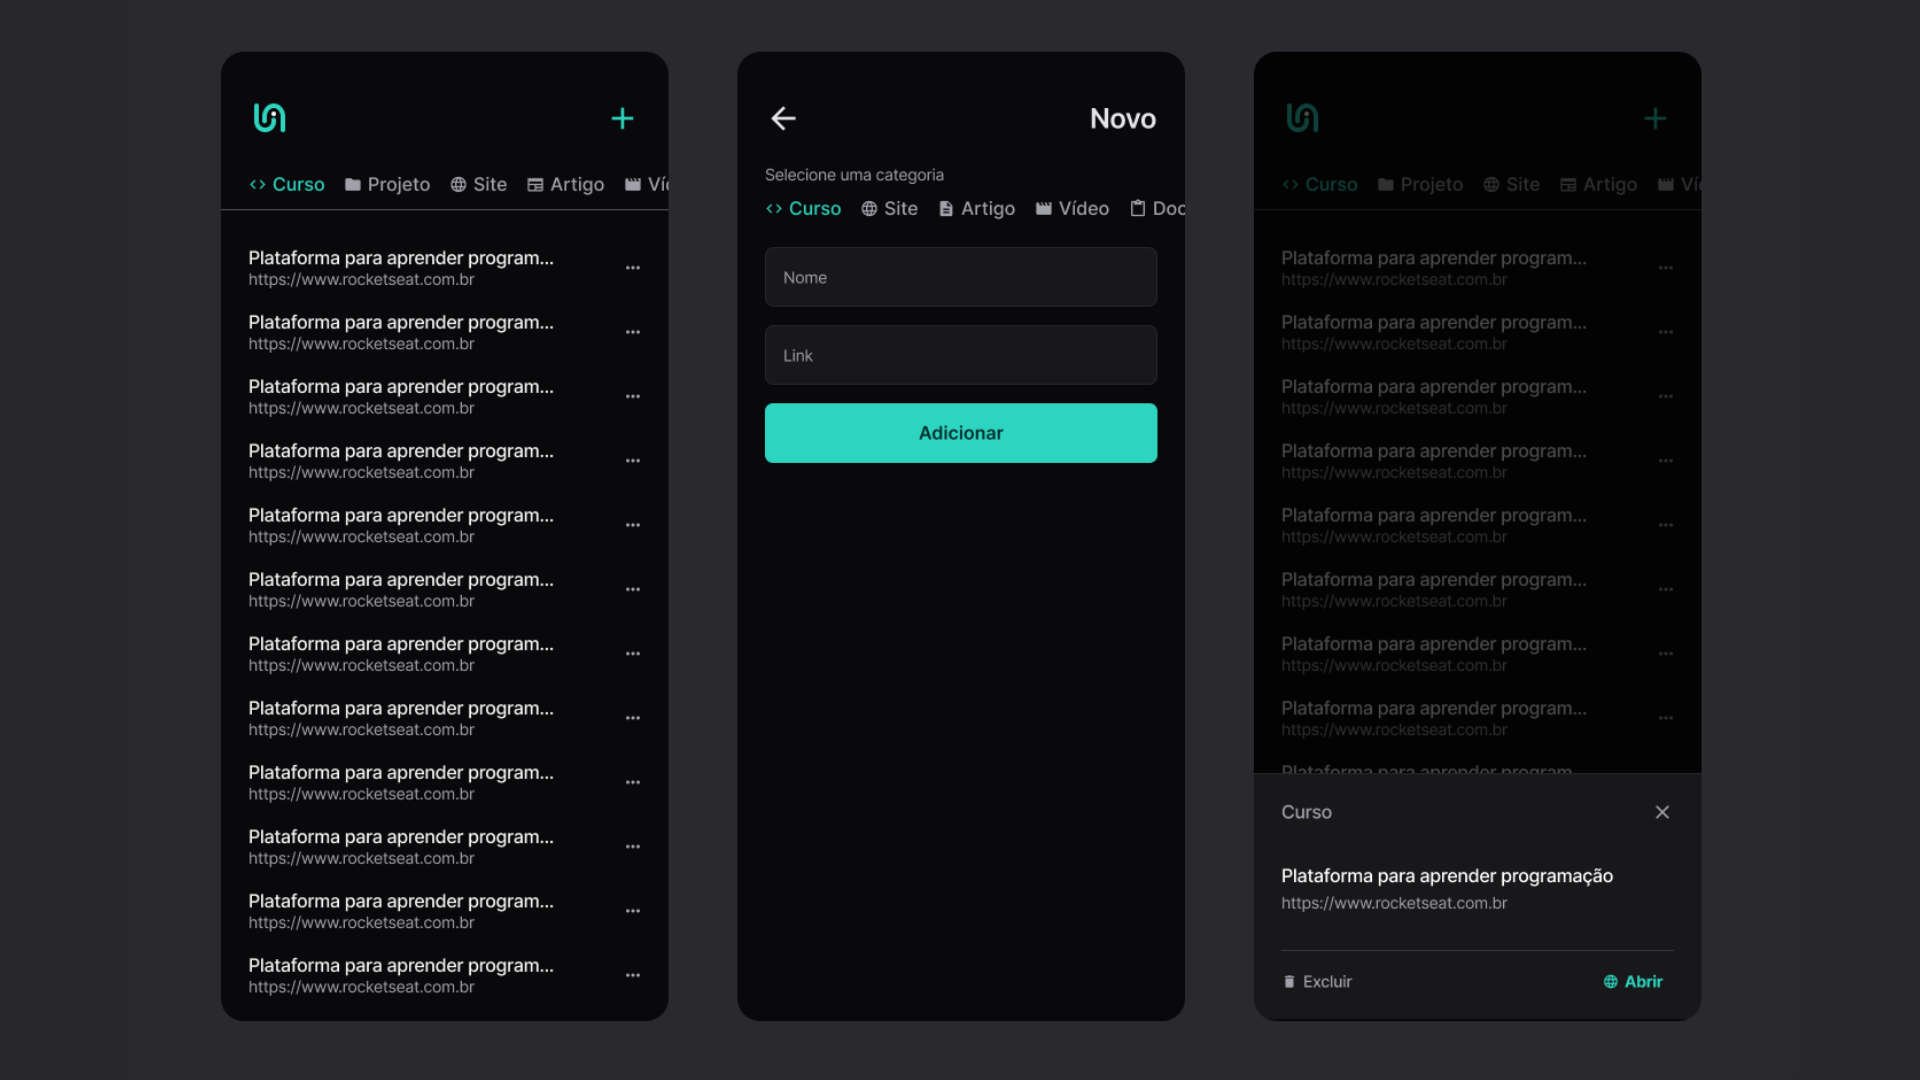 Curso Projeto Site Artigo Ví
Plataforma para aprender program...
https://www.rocketseat.com.br
Plataforma para aprender program...
https://www.rocketseat.com.br
Plataforma para aprender program...
https://www.rocketseat.com.br
Plataforma para aprender program...
https://www.rocketseat.com.br
Plataforma para aprender program...
https://www.rocketseat.com.br
Plataforma para aprender program...
https://www.rocketseat.com.br
Plataforma para aprender program...
https://www.rocketseat.com.br
Plataforma para aprender program...
https://www.rocketseat.com.br
Plataforma para aprender program...
https://www.rocketseat.com.br
Plataforma para aprender program...
https://www.rocketseat.com.br
Plataforma para aprender program...
https://www.rocketseat.com.br
Plataforma para aprender program...
https://www.rocketseat.com.br
Novo
Selecione uma categoria
Curso Site Artigo Vídeo Doc
Nome
Link
Adicionar
Curso Projeto Site Artigo Ví
Plataforma para aprender program...
https://www.rocketseat.com.br
Plataforma para aprender program...
https://www.rocketseat.com.br
Plataforma para aprender program...
https://www.rocketseat.com.br
Plataforma para aprender program...
https://www.rocketseat.com.br
Plataforma para aprender program...
https://www.rocketseat.com.br
Plataforma para aprender program...
https://www.rocketseat.com.br
Plataforma para aprender program...
https://www.rocketseat.com.br
Plataforma para aprender program...
https://www.rocketseat.com.br
Plataforma para aprender program
Curso
Plataforma para aprender programação
https://www.rocketseat.com.br
Excluir Abrir